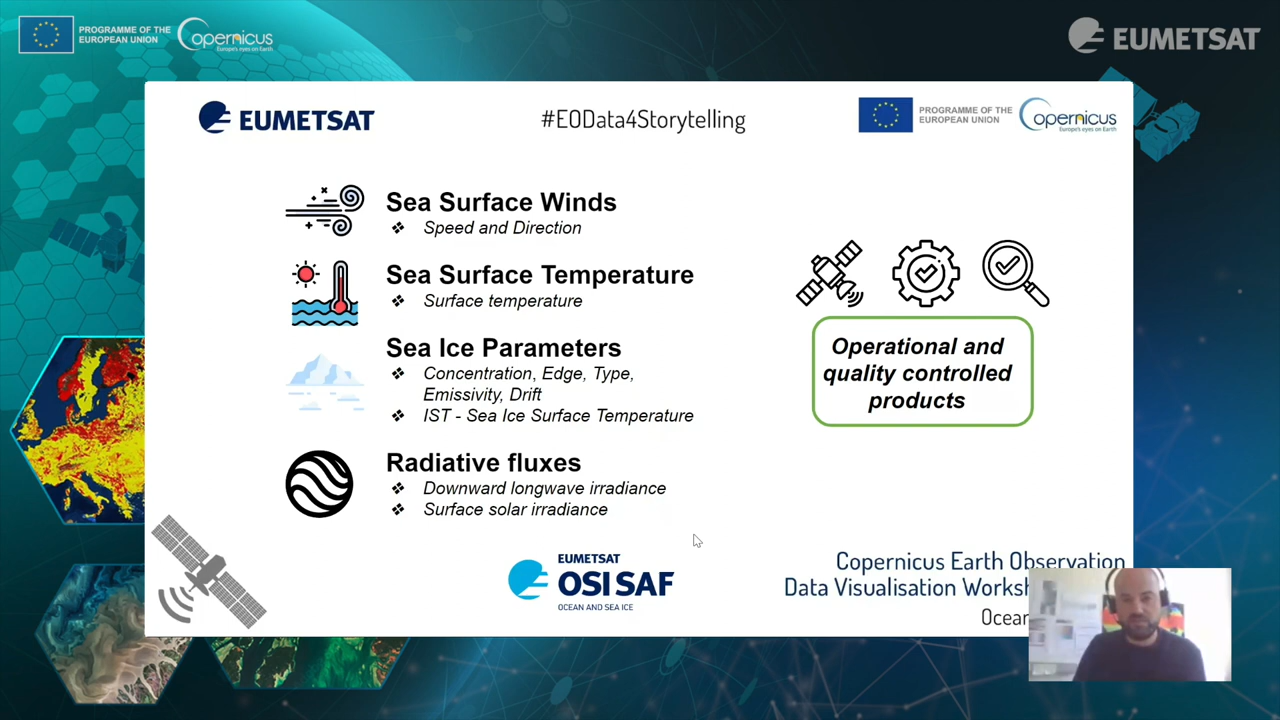 PROGRAMME OF THE
EUROPEAN UNION
Copernicus
Europe's eyes on Earth
EUMETSAT
EUMETSAT
#EOData4Storytelling
PROGRAMME OF THE
EUROPEAN UNION
Copernicus
Europe's eyes on Earth
Sea Surface Winds
❖ Speed and Direction
Sea Surface Temperature
❖ Surface temperature
Sea Ice Parameters
❖ Concentration, Edge, Type,
Emissivity, Drift
❖ IST - Sea Ice Surface Temperature
Radiative fluxes
❖ Downward longwave irradiance
❖ Surface solar irradiance
Operational and
quality controlled
products
EUMETSAT
OSI SAF
OCEAN AND SEA ICE
Copernicus Earth Observation
Data Visualisation Worksh
Ocear